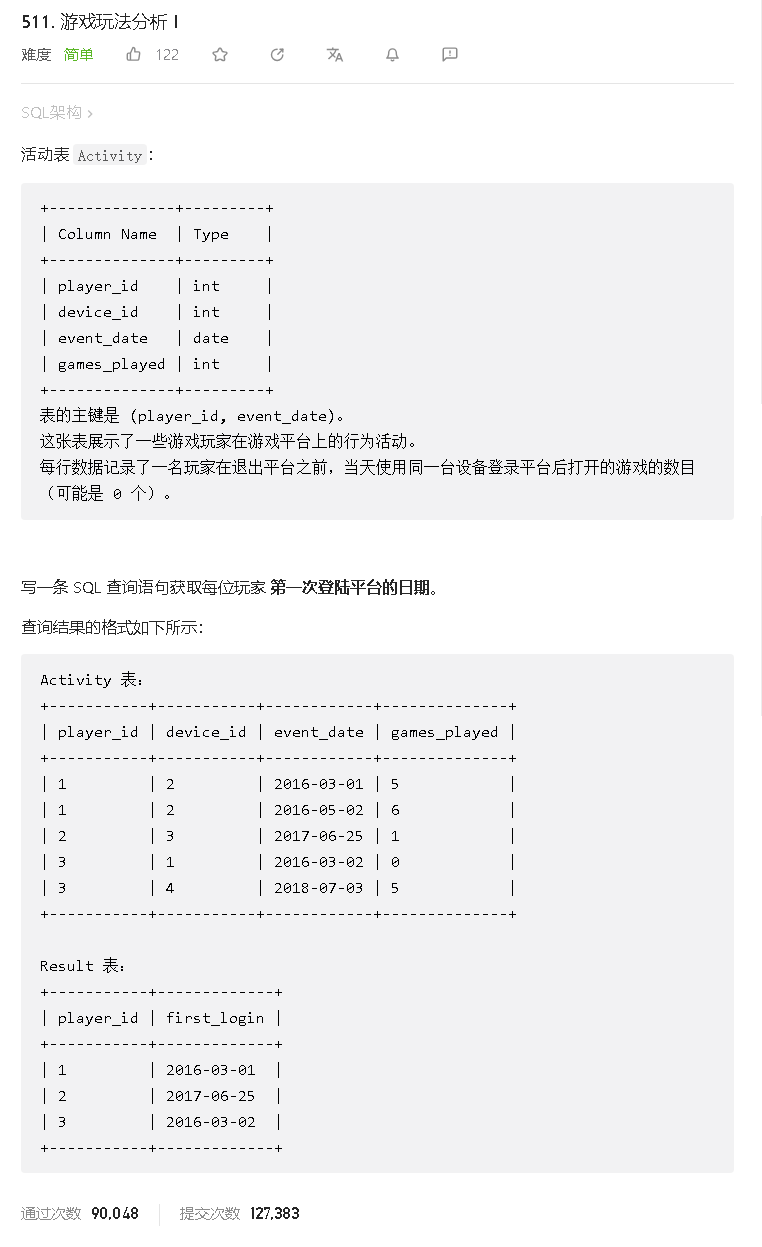 511. 游戏玩法分析 I
难度 简单 122
SQL架构 ›
活动表 Activity：
+--------------+---------+
| Column Name  | Type    |
+--------------+---------+
| player_id    | int     |
| device_id    | int     |
| event_date   | date    |
| games_played | int     |
+--------------+---------+
表的主键是 (player_id, event_date)。
这张表展示了一些游戏玩家在游戏平台上的行为活动。
每行数据记录了一名玩家在退出平台之前，当天使用同一台设备登录平台后打开的游戏的数目
（可能是 0 个）。
写一条 SQL 查询语句获取每位玩家 第一次登陆平台的日期。
查询结果的格式如下所示：
Activity 表：
+-----------+-----------+------------+--------------+
| player_id | device_id | event_date | games_played |
+-----------+-----------+------------+--------------+
| 1         | 2         | 2016-03-01 | 5            |
| 1         | 2         | 2016-05-02 | 6            |
| 2         | 3         | 2017-06-25 | 1            |
| 3         | 1         | 2016-03-02 | 0            |
| 3         | 4         | 2018-07-03 | 5            |
+-----------+-----------+------------+--------------+
Result 表：
+-----------+-------------+
| player_id | first_login |
+-----------+-------------+
| 1         | 2016-03-01  |
| 2         | 2017-06-25  |
| 3         | 2016-03-02  |
+-----------+-------------+
通过次数 90,048 提交次数 127,383